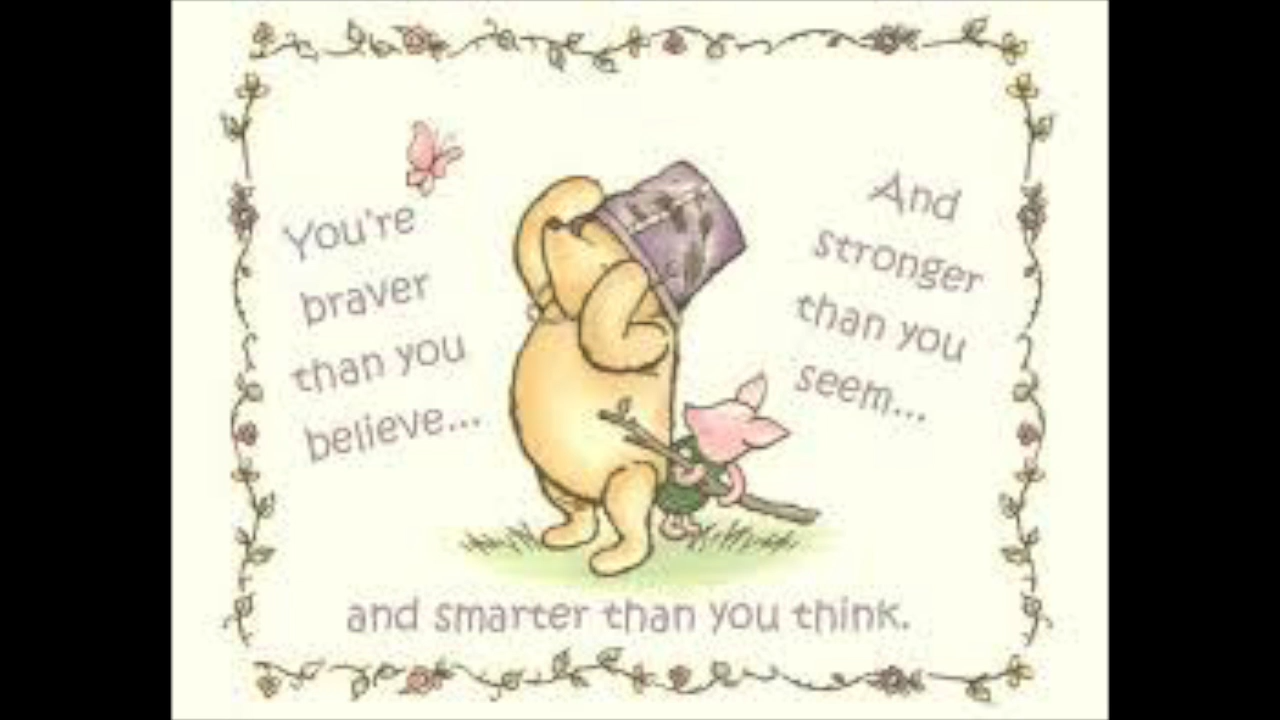 You're
braver
than you
believe...
And
stronger
than you
seem...
and smarter than you think.